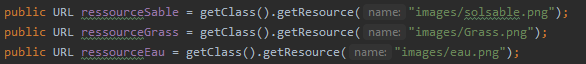 public URL ressourceSable = getClass().getResource( name: "images/solsable.png");
public URL ressourceGrass = getClass().getResource( name: "images/Grass.png");
public URL ressourceEau = getClass().getResource( name: "images/eau.png");